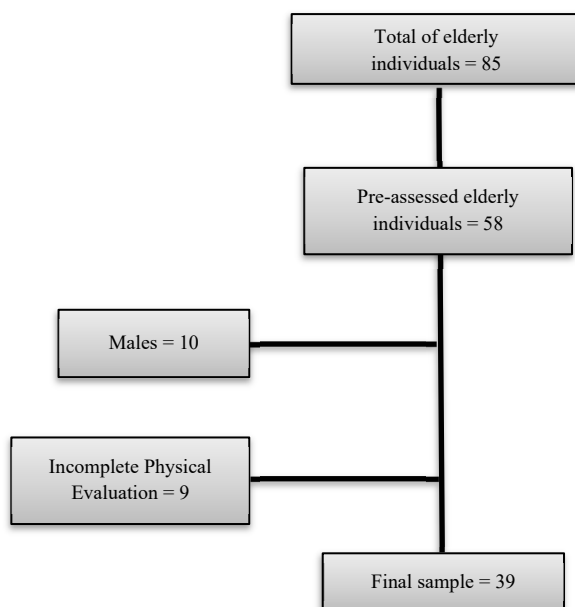 Total of elderly
individuals = 85
Pre-assessed elderly
individuals = 58
Males = 10
Incomplete Physical
Evaluation = 9
Final sample = 39